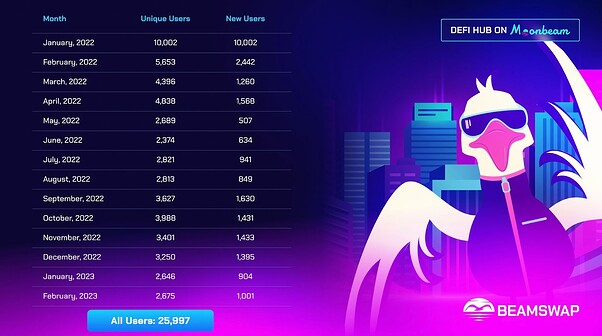 Month Unique Users New Users
January, 2022 10,002 10,002
February, 2022 5,653 2,442
March, 2022 4,396 1,260
April, 2022 4,838 1,568
May, 2022 2,689 507
June, 2022 2,374 634
July, 2022 2,821 941
August, 2022 2,813 849
September, 2022 3,627 1,630
October, 2022 3,988 1,431
November, 2022 3,401 1,433
December, 2022 3,250 1,395
January, 2023 2,646 904
February, 2023 2,675 1,001
All Users: 25,997
DEFI HUB ON Moonbeam
BEAMSWAP